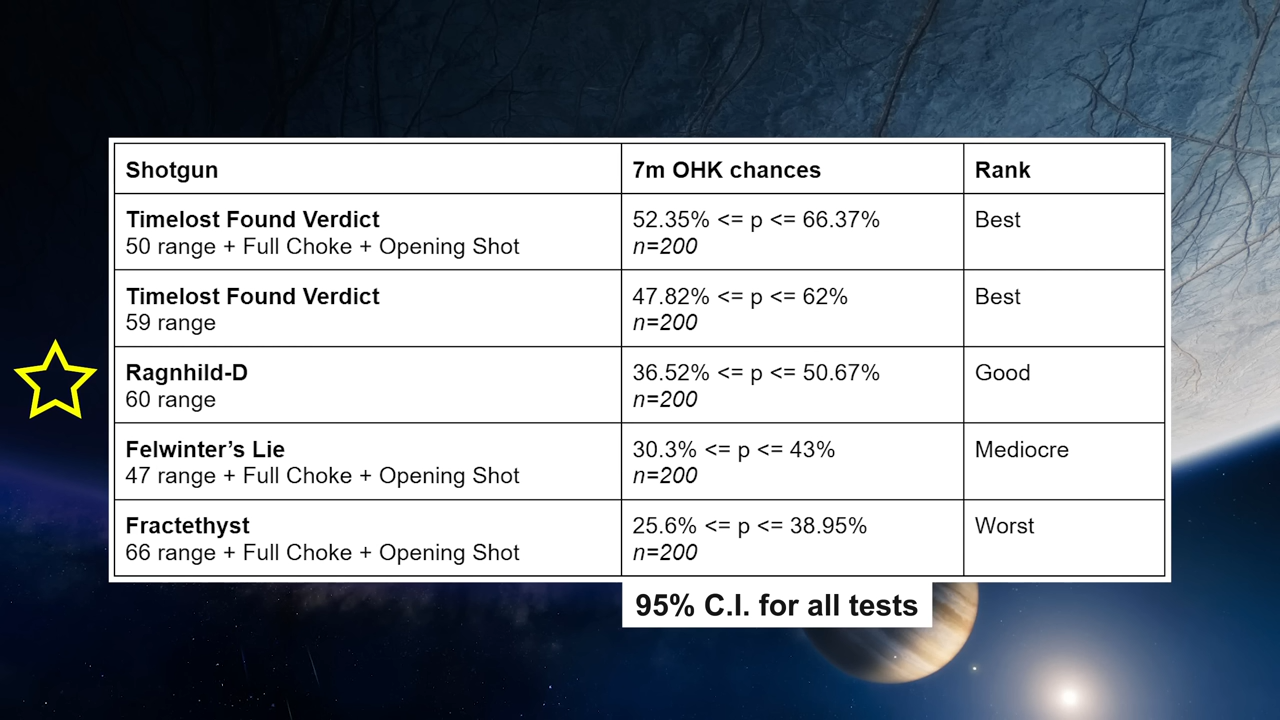 Shotgun
7m OHK chances
Rank
Timelost Found Verdict
50 range + Full Choke + Opening Shot
52.35% <= p <= 66.37%
n=200
Best
Timelost Found Verdict
59 range
47.82% <= p <= 62%
n=200
Best
Ragnhild-D
60 range
36.52% <= p <= 50.67%
n=200
Good
Felwinter’s Lie
47 range + Full Choke + Opening Shot
30.3% <= p <= 43%
n=200
Mediocre
Fractethyst
66 range + Full Choke + Opening Shot
25.6% <= p <= 38.95%
n=200
Worst
95% C.I. for all tests